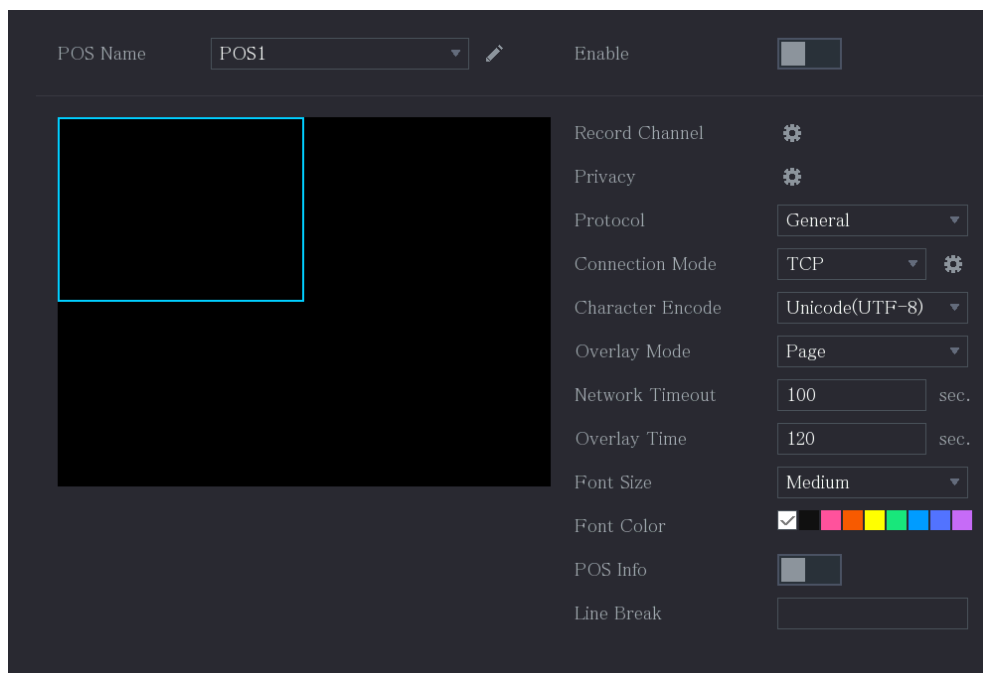 POS Name POS1 Enable
Record Channel
Privacy
Protocol General
Connection Mode TCP
Character Encode Unicode(UTF-8)
Overlay Mode Page
Network Timeout 100 sec.
Overlay Time 120 sec.
Font Size Medium
Font Color
POS Info
Line Break